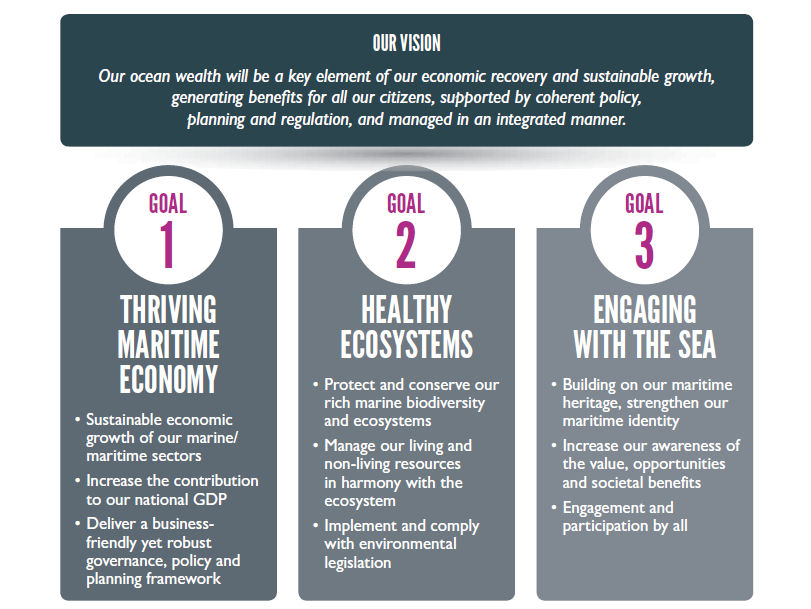 OUR VISION
Our ocean wealth will be a key element of our economic recovery and sustainable growth,
generating benefits for all our citizens, supported by coherent policy,
planning and regulation, and managed in an integrated manner.
GOAL
1
THRIVING
MARITIME
ECONOMY
• Sustainable economic
growth of our marine/
maritime sectors
• Increase the contribution
to our national GDP
• Deliver a business-
friendly yet robust
governance, policy and
planning framework
GOAL
2
HEALTHY
ECOSYSTEMS
• Protect and conserve our
rich marine biodiversity
and ecosystems
• Manage our living and
non-living resources
in harmony with the
ecosystem
• Implement and comply
with environmental
legislation
GOAL
3
ENGAGING
WITH THE SEA
• Building on our maritime
heritage, strengthen our
maritime identity
• Increase our awareness of
the value, opportunities
and societal benefits
• Engagement and
participation by all